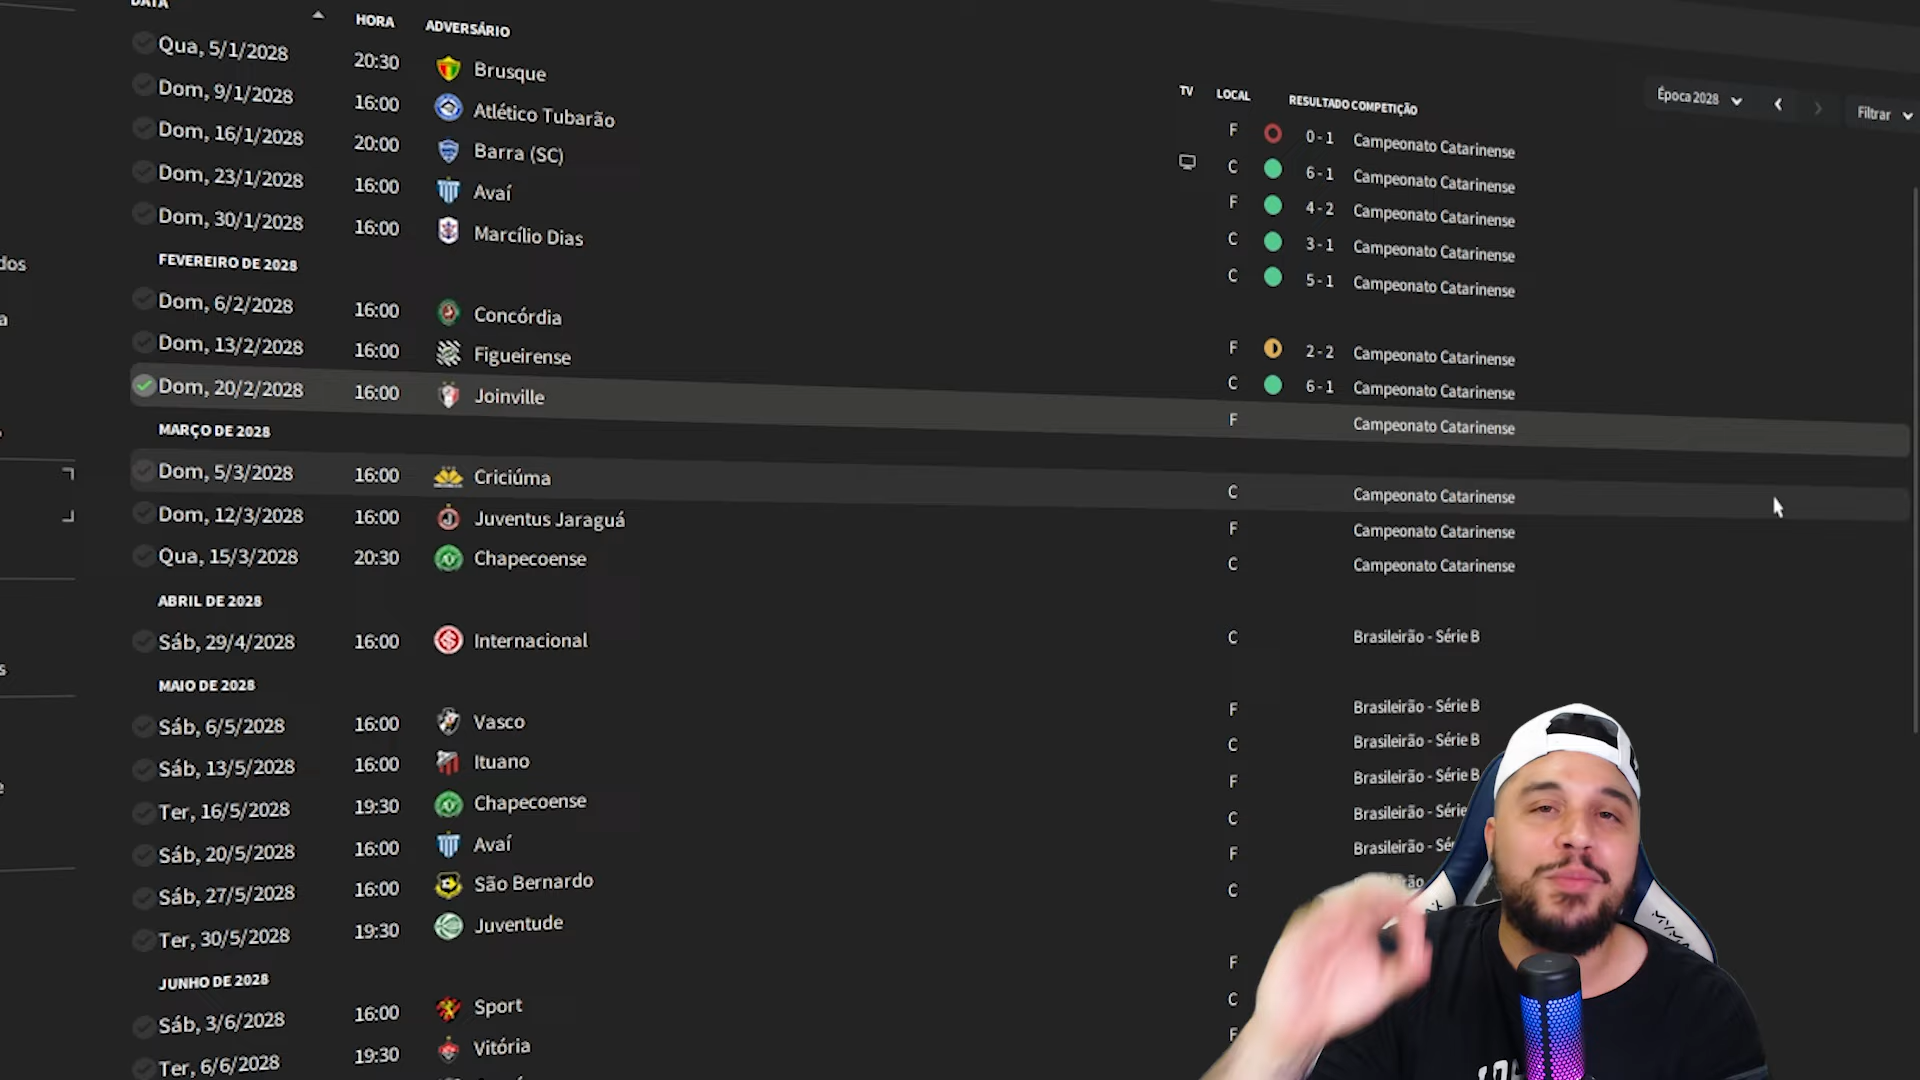 DATA HORA ADVERSÁRIO
TV LOCAL RESULTADO COMPETIÇÃO
Época 2028 Filtrar
Qua, 5/1/2028 20:30 Brusque F 0-1 Campeonato Catarinense
Dom, 9/1/2028 16:00 Atlético Tubarão C 6-1 Campeonato Catarinense
Dom, 16/1/2028 20:00 Barra (SC) F 4-2 Campeonato Catarinense
Dom, 23/1/2028 16:00 Avaí C 3-1 Campeonato Catarinense
Dom, 30/1/2028 16:00 Marcílio Dias C 5-1 Campeonato Catarinense
FEVEREIRO DE 2028
Dom, 6/2/2028 16:00 Concórdia F 2-2 Campeonato Catarinense
Dom, 13/2/2028 16:00 Figueirense C 6-1 Campeonato Catarinense
Dom, 20/2/2028 16:00 Joinville F Campeonato Catarinense
MARÇO DE 2028
Dom, 5/3/2028 16:00 Criciúma C Campeonato Catarinense
Dom, 12/3/2028 16:00 Juventus Jaraguá F Campeonato Catarinense
Qua, 15/3/2028 20:30 Chapecoense C Campeonato Catarinense
ABRIL DE 2028
Sáb, 29/4/2028 16:00 Internacional C Brasileirão - Série B
MAIO DE 2028
Sáb, 6/5/2028 16:00 Vasco F Brasileirão - Série B
Sáb, 13/5/2028 16:00 Ituano C Brasileirão - Série B
Ter, 16/5/2028 19:30 Chapecoense F Brasileirão - Série B
Sáb, 20/5/2028 16:00 Avaí C Brasileirão - Série
Sáb, 27/5/2028 16:00 São Bernardo F Brasileirão - Sér
Ter, 30/5/2028 19:30 Juventude C
JUNHO DE 2028
Sáb, 3/6/2028 16:00 Sport F
Ter, 6/6/2028 19:30 Vitória C
F